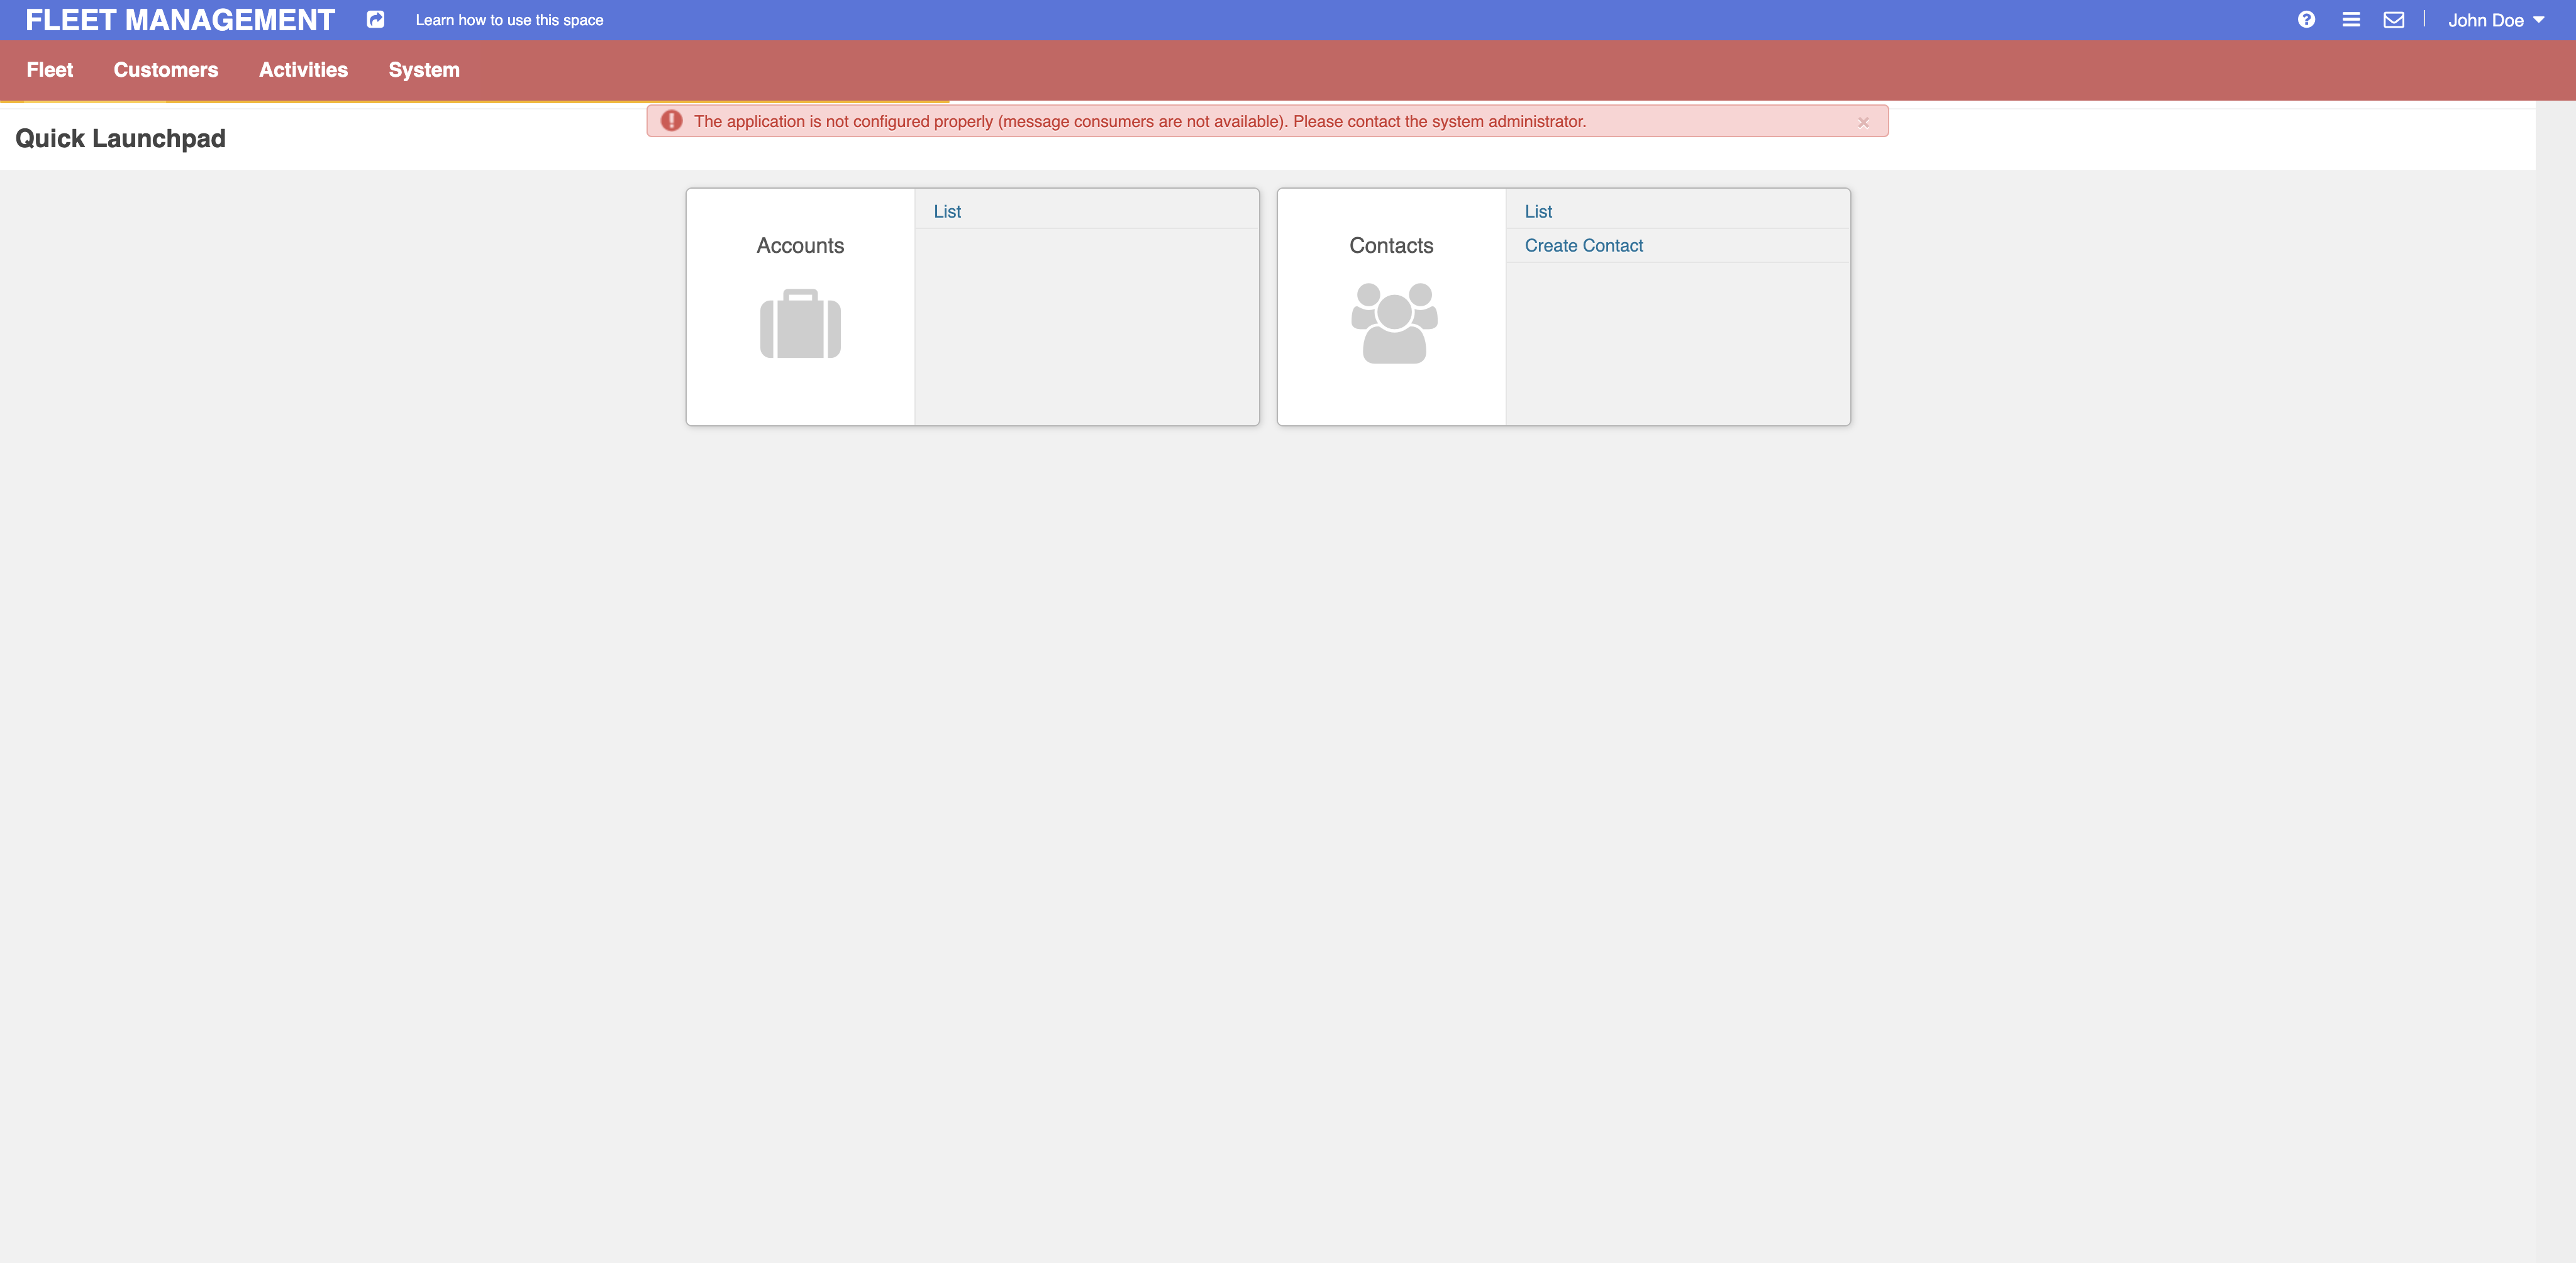 FLEET MANAGEMENT
Learn how to use this space
John Doe
Fleet
Customers
Activities
System
The application is not configured properly (message consumers are not available). Please contact the system administrator.
×
Quick Launchpad
Accounts
List
Contacts
List
Create Contact